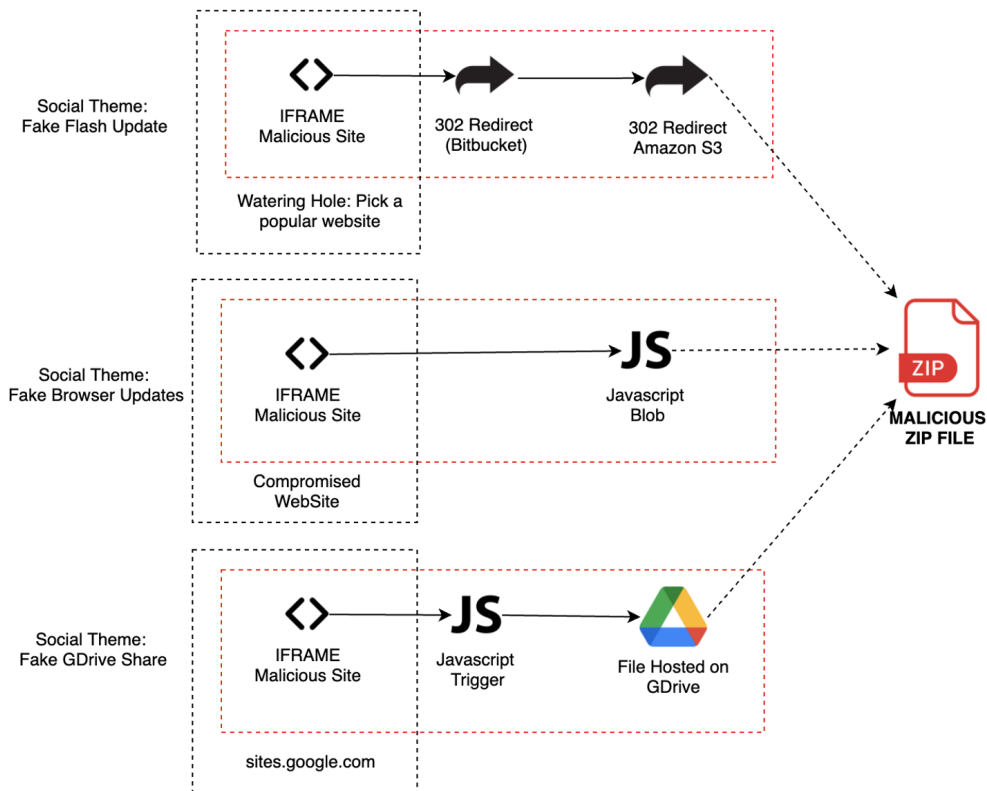 Social Theme:
Fake Flash Update
IFRAME
Malicious Site
302 Redirect
(Bitbucket)
302 Redirect
Amazon S3
Watering Hole: Pick a
popular website
Social Theme:
Fake Browser Updates
IFRAME
Malicious Site
JS
Javascript
Blob
Compromised
WebSite
ZIP
MALICIOUS
ZIP FILE
Social Theme:
Fake GDrive Share
IFRAME
Malicious Site
JS
Javascript
Trigger
File Hosted on
GDrive
sites.google.com